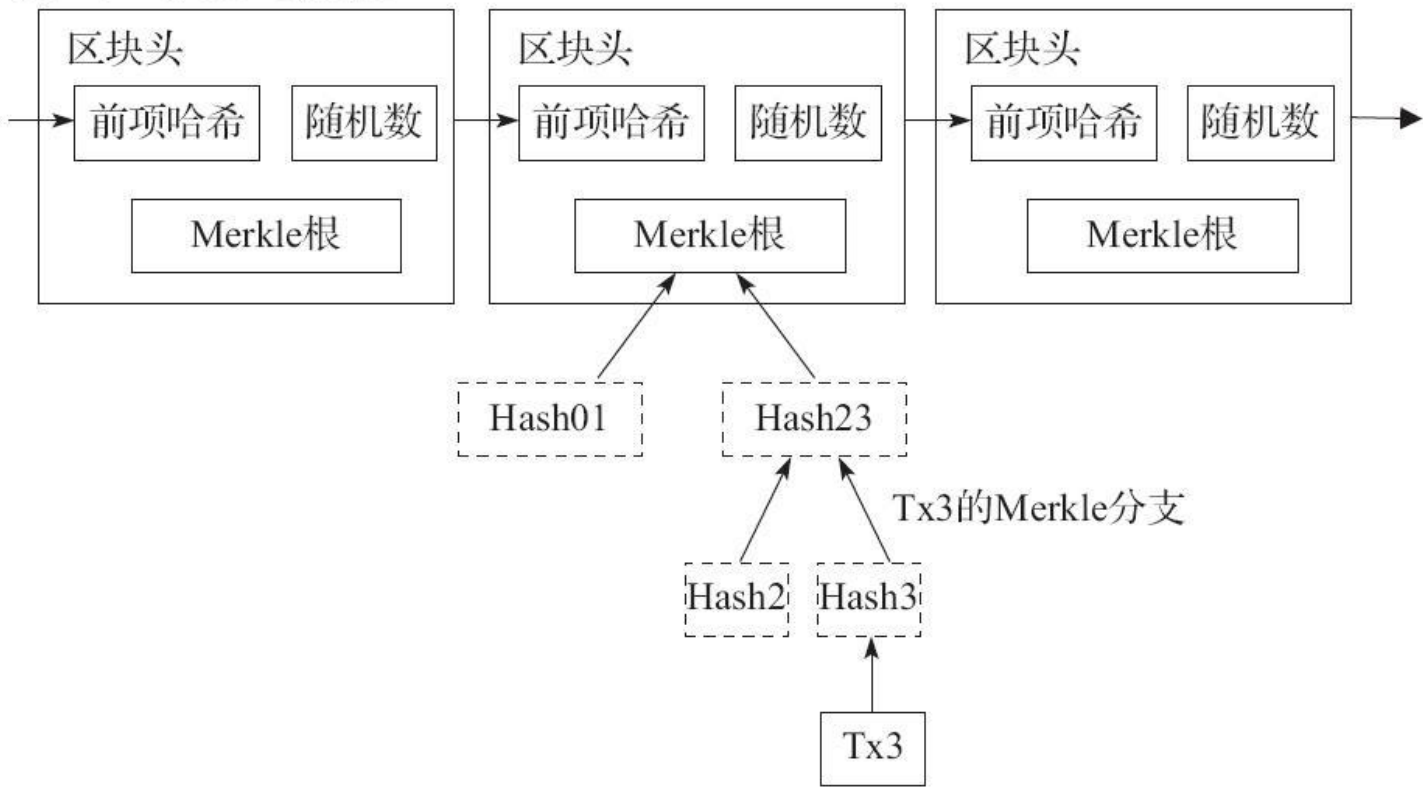 区块头 区块头 区块头
前项哈希 随机数 前项哈希 随机数 前项哈希 随机数
Merkle根 Merkle根 Merkle根
Hash01 Hash23
Tx3的Merkle分支
Hash2 Hash3
Tx3